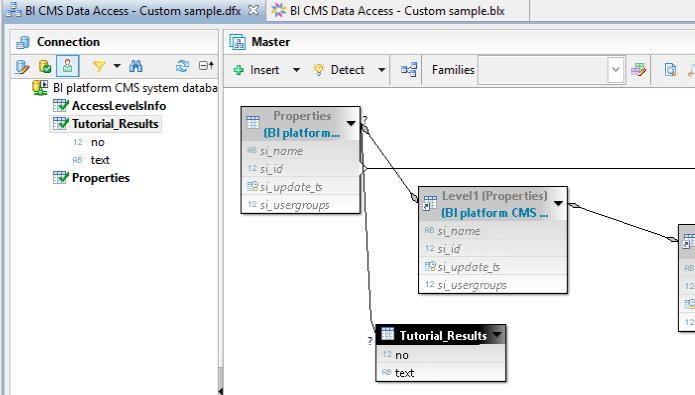 BI CMS Data Access - Custom sample.dfx
BI CMS Data Access - Custom sample.blx
Connection
BI platform CMS system databa
AccessLevelsInfo
Tutorial_Results
12 no
AB text
Properties
Master
Insert
Detect
Families
Properties
(BI platform...
AB si_name
12 si_id
si_update_ts
12 si_usergroups
?
Level1 (Properties)
(BI platform CMS ...
AB si_name
12 si_id
si_update_ts
12 si_usergroups
AB
12
12
?
Tutorial_Results
12 no
AB text